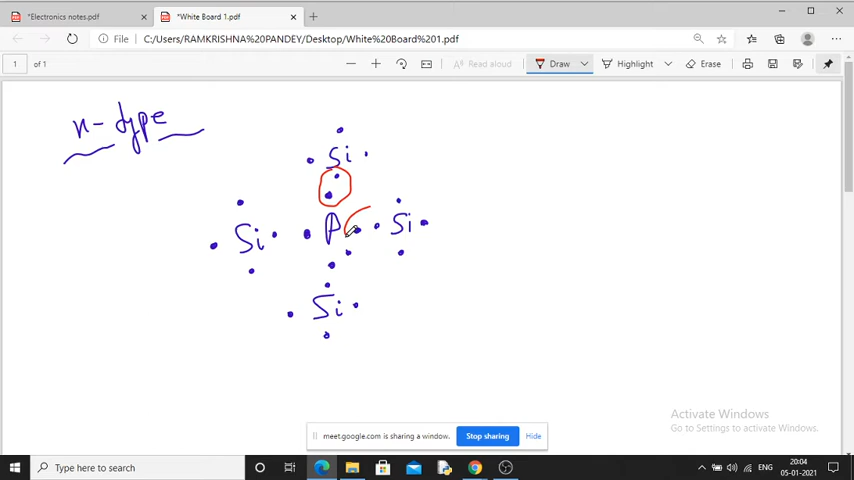 *Electronics notes.pdf
*White Board 1.pdf
File
C:/Users/RAMKRISHNA%20PANDEY/Desktop/White%20Board%201.pdf
1 of 1
Read aloud
Draw
Highlight
Erase
n-type
Si
Si P Si
Si
meet.google.com is sharing a window.
Stop sharing
Hide
Activate Windows
Go to Settings to activate Windows.
Type here to search
ENG
20:04
05-01-2021